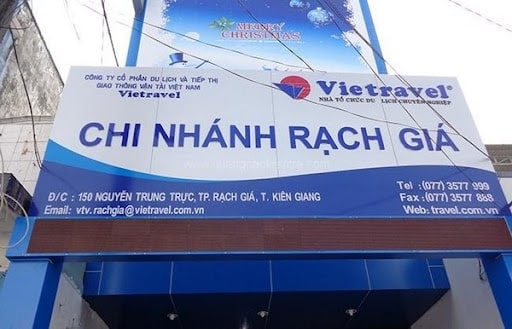 MERRY
CHRISTMAS
CÔNG TY CỔ PHẦN DU LỊCH VÀ TIẾP THỊ
GIAO THÔNG VẬN TẢI VIỆT NAM
Vietravel
Vietravel®
NHÀ TỔ CHỨC DU LỊCH CHUYÊN NGHIỆP
CHI NHÁNH RẠCH GIÁ
Đ/C : 150 NGUYỄN TRUNG TRỰC, TP. RẠCH GIÁ, T. KIÊN GIANG
Email: vtv.rachgia@vietravel.com.vn
Tel : (077) 3577 999
Fax : (077) 3577 888
Web: travel.com.vn